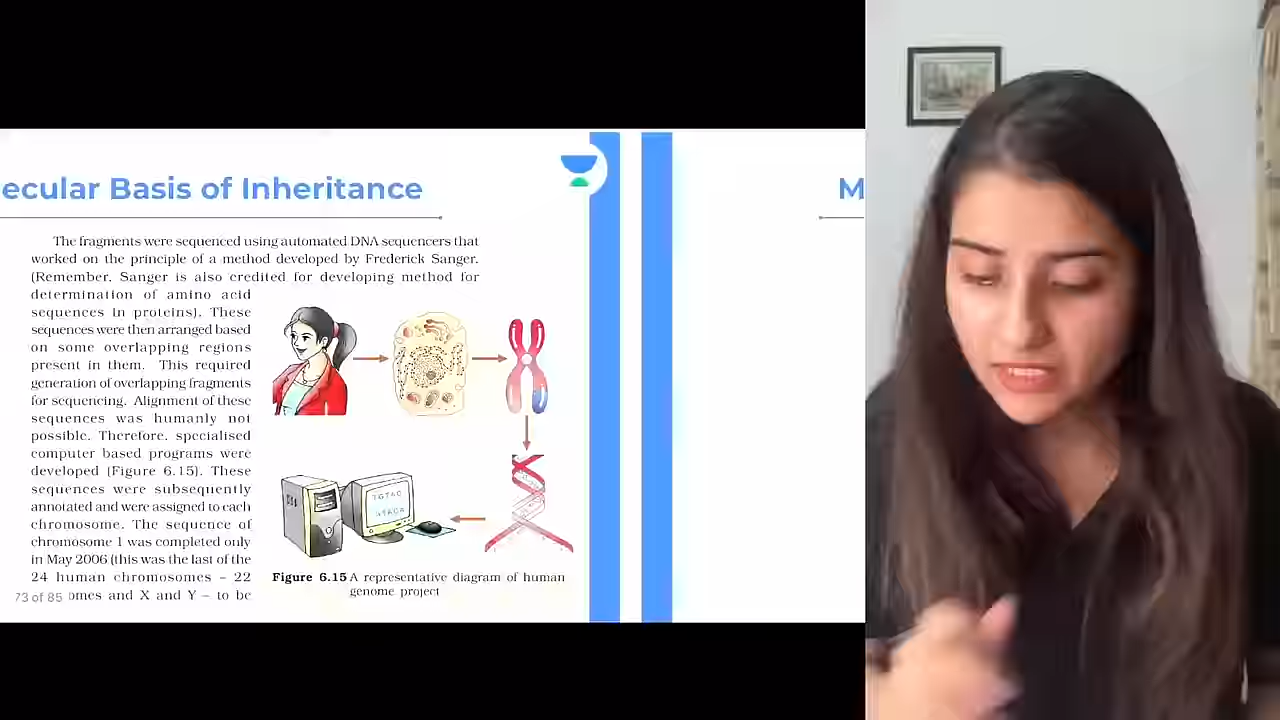 ecular Basis of Inheritance
M
The fragments were sequenced using automated DNA sequencers that
worked on the principle of a method developed by Frederick Sanger.
(Remember, Sanger is also credited for developing method for
determination of amino acid
sequences in proteins). These
sequences were then arranged based
on some overlapping regions
present in them. This required
generation of overlapping fragments
for sequencing. Alignment of these
sequences was humanly not
possible. Therefore, specialised
computer based programs were
developed (Figure 6.15). These
sequences were subsequently
annotated and were assigned to each
chromosome. The sequence of
chromosome 1 was completed only
in May 2006 (this was the last of the
24 human chromosomes – 22
73 of 85 omes and X and Y – to be
Figure 6.15 A representative diagram of human
genome project